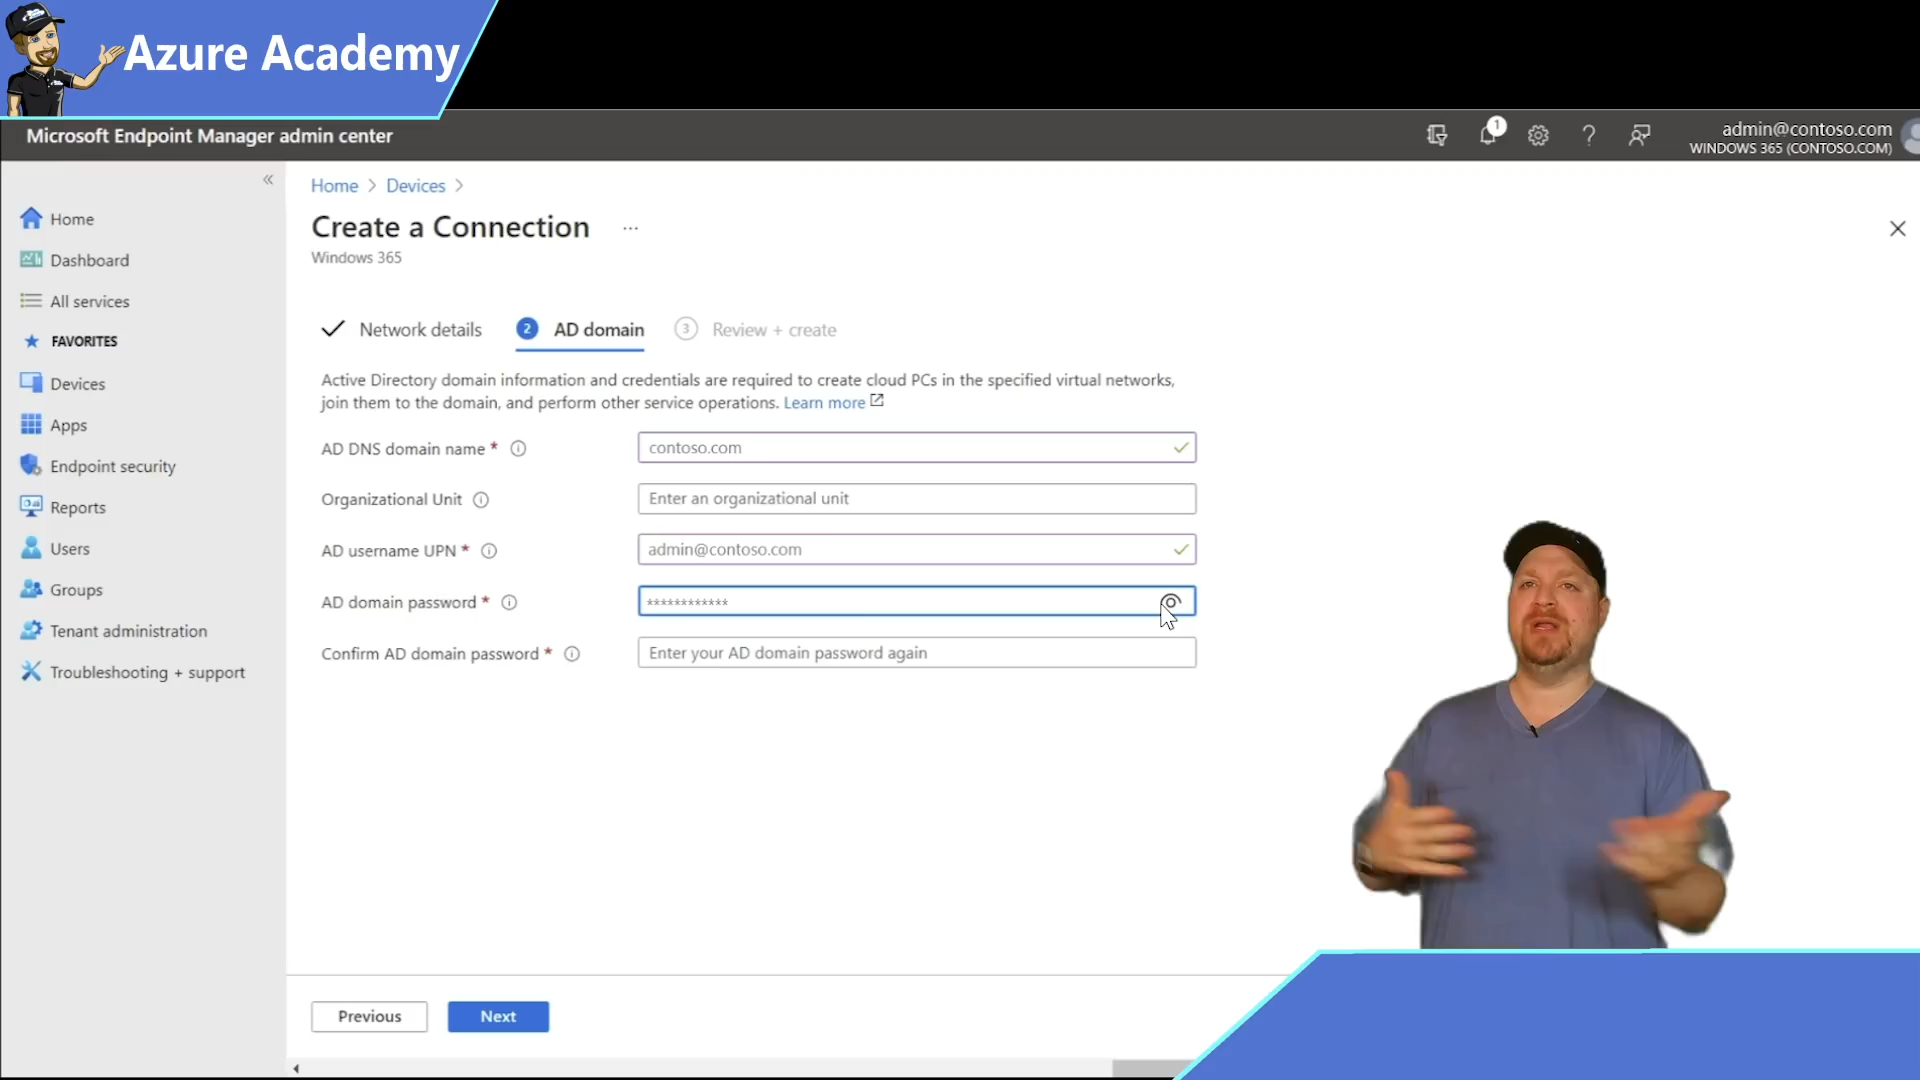 Azure Academy
Microsoft Endpoint Manager admin center
1
admin@contoso.com
WINDOWS 365 (CONTOSO.COM)
Home
Dashboard
All services
FAVORITES
Devices
Apps
Endpoint security
Reports
Users
Groups
Tenant administration
Troubleshooting + support
Home > Devices >
Create a Connection ...
Windows 365
Network details
2 AD domain
3 Review + create
Active Directory domain information and credentials are required to create cloud PCs in the specified virtual networks,
join them to the domain, and perform other service operations. Learn more
AD DNS domain name *
contoso.com
Organizational Unit
Enter an organizational unit
AD username UPN *
admin@contoso.com
AD domain password *
************
Confirm AD domain password *
Enter your AD domain password again
Previous
Next